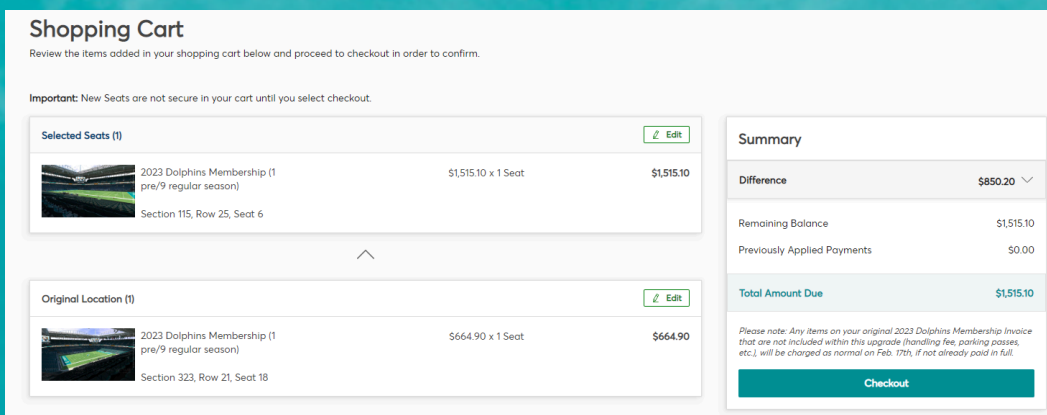 Shopping Cart
Review the items added in your shopping cart below and proceed to checkout in order to confirm.
Important: New Seats are not secure in your cart until you select checkout.
Selected Seats (1)
Edit
2023 Dolphins Membership (1
pre/9 regular season)
$1,515.10 x 1 Seat
$1,515.10
Section 115, Row 25, Seat 6
Original Location (1)
Edit
2023 Dolphins Membership (1
pre/9 regular season)
$664.90 x 1 Seat
$664.90
Section 323, Row 21, Seat 18
Summary
Difference
$850.20
Remaining Balance
$1,515.10
Previously Applied Payments
$0.00
Total Amount Due
$1,515.10
Please note: Any items on your original 2023 Dolphins Membership Invoice
that are not included within this upgrade (handling fee, parking passes,
etc.), will be charged as normal on Feb. 17th, if not already paid in full.
Checkout